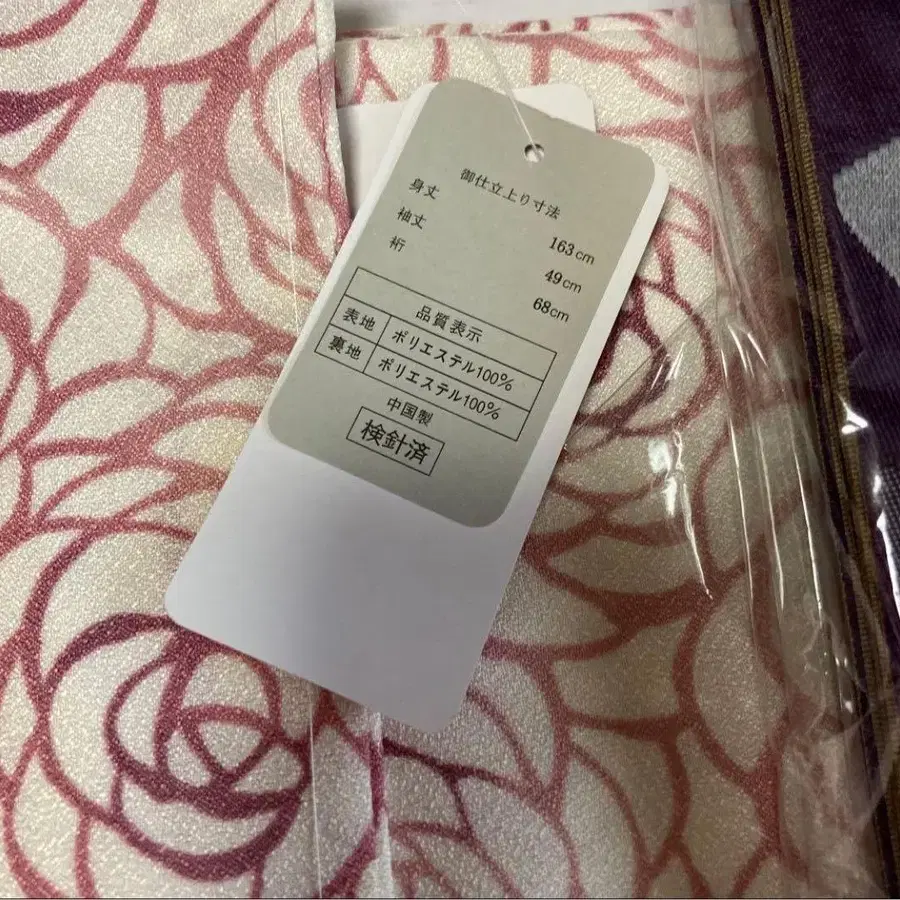 御仕立上り寸法
身丈 163cm
袖丈 49cm
裄 68cm
品質表示
表地 ポリエステル100%
裏地 ポリエステル100%
中国製
検針済